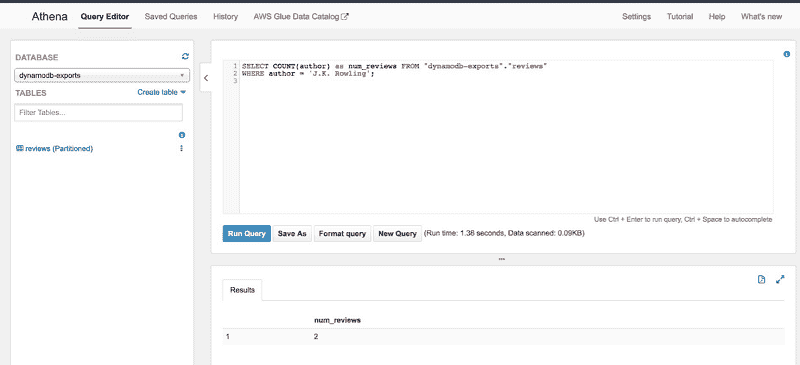 Athena Query Editor Saved Queries History AWS Glue Data Catalog Settings Tutorial Help What's new
DATABASE
dynamodb-exports
TABLES Create table
Filter Tables...
reviews (Partitioned)
1 SELECT COUNT(author) as num_reviews FROM "dynamodb-exports"."reviews"
2 WHERE author = 'J.K. Rowling';
3
Use Ctrl + Enter to run query, Ctrl + Space to autocomplete
Run Query Save As Format query New Query (Run time: 1.36 seconds, Data scanned: 0.09KB)
Results
num_reviews
1 2